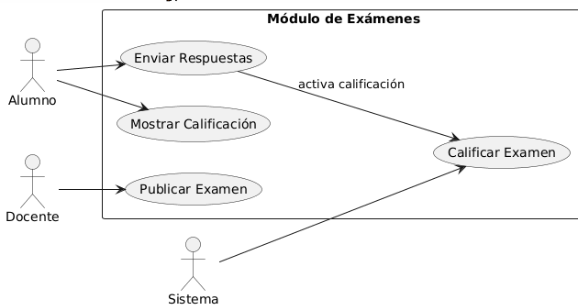 Módulo de Exámenes
Enviar Respuestas
activa calificación
Alumno
Mostrar Calificación
Calificar Examen
Publicar Examen
Docente
Sistema